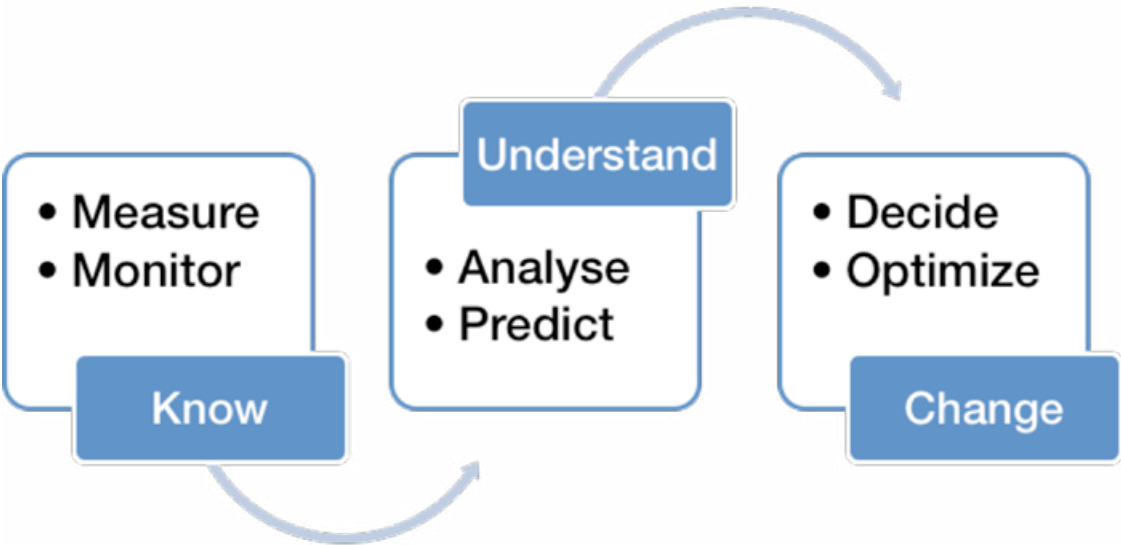 • Measure
• Monitor
Know
Understand
• Analyse
• Predict
• Decide
• Optimize
Change